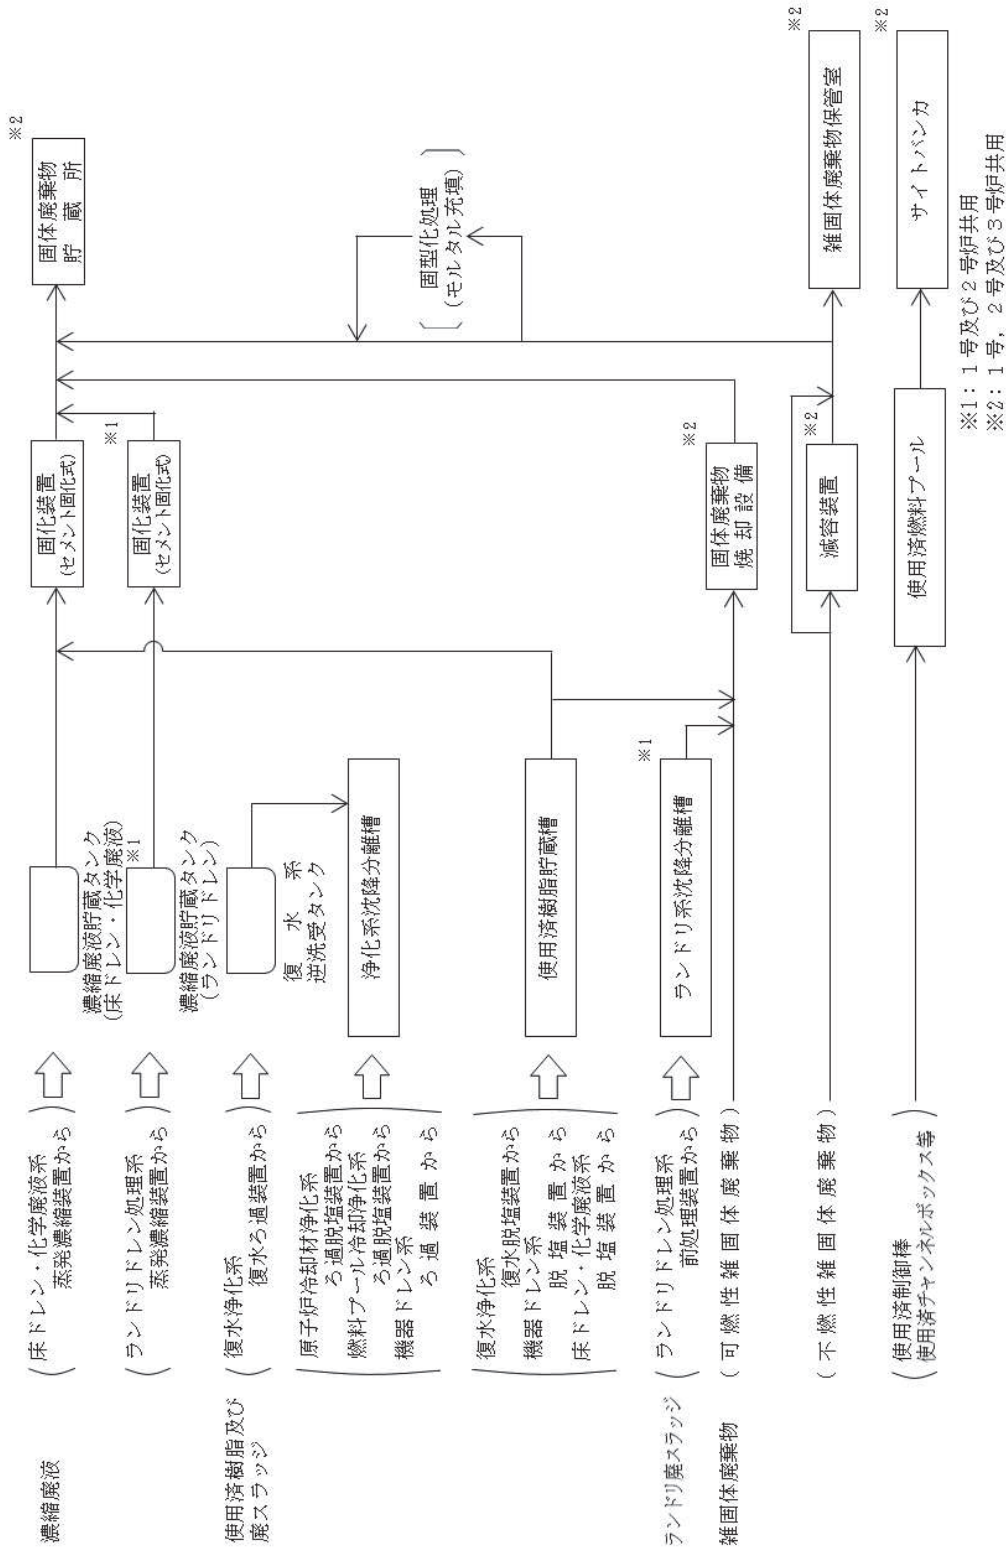 濃縮廃液
床ドレン・化学廃液系
蒸発濃縮装置から
濃縮廃液貯蔵タンク
(床ドレン・化学廃液)
固化装置
(セメント固化式)
固体廃棄物
貯蔵所
※2
ランドリドレン処理系
蒸発濃縮装置から
※1
濃縮廃液貯蔵タンク
(ランドリドレン)
固化装置
(セメント固化式)
※1
使用済樹脂及び
廃スラッジ
復水浄化系
復水ろ過装置から
復水系
逆洗受タンク
原子炉冷却材浄化系
ろ過脱塩装置から
燃料プール冷却浄化系
ろ過脱塩装置から
機器ドレン系
ろ過装置から
浄化系沈降分離槽
固型化処理
(モルタル充填)
復水浄化系
復水脱塩装置から
機器ドレン系
脱塩装置から
床ドレン・化学廃液系
脱塩装置から
使用済樹脂貯蔵槽
ランドリ廃スラッジ
ランドリドレン処理系
前処理装置から
ランドリ系沈降分離槽
※1
雑固体廃棄物
(可燃性雑固体廃棄物)
固体廃棄物
焼却設備
※2
(不燃性雑固体廃棄物)
減容装置
※2
雑固体廃棄物保管室
※2
使用済制御棒
使用済チャンネルボックス等
使用済燃料プール
サイトバンカ
※2
※1:1号及び2号炉共用
※2:1号,2号及び3号炉共用